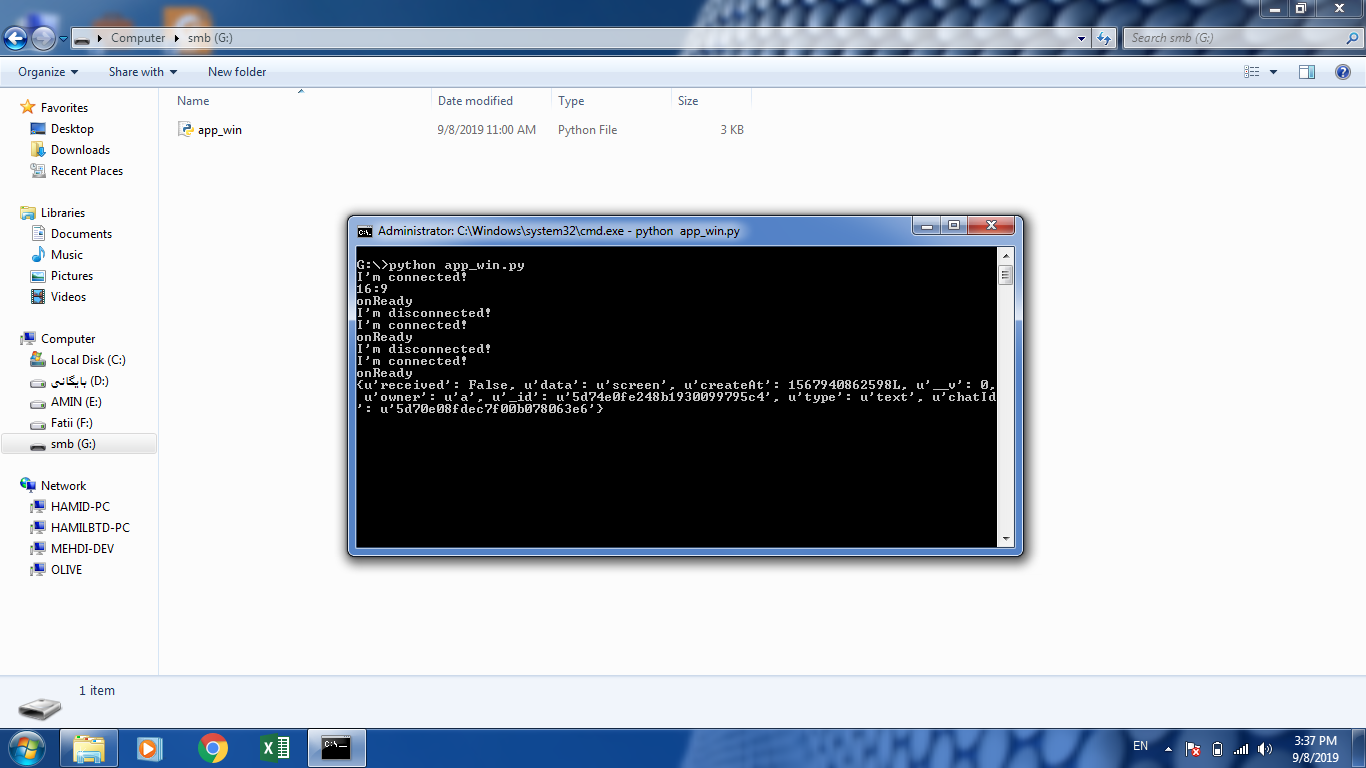 Computer ▸ smb (G:)
Search smb (G:)
Organize Share with New folder
Name Date modified Type Size
app_win 9/8/2019 11:00 AM Python File 3 KB
Favorites
Desktop
Downloads
Recent Places
Libraries
Documents
Music
Pictures
Videos
Computer
Local Disk (C:)
بایگانی (D:)
AMIN (E:)
Fatii (F:)
smb (G:)
Network
HAMID-PC
HAMILBTD-PC
MEHDI-DEV
OLIVE
Administrator: C:\Windows\system32\cmd.exe - python app_win.py
G:\>python app_win.py
I'm connected!
16:9
onReady
I'm disconnected!
I'm connected!
onReady
I'm disconnected!
I'm connected!
onReady
{u'received': False, u'data': u'screen', u'createAt': 1567940862598L, u'__v': 0,
u'owner': u'a', u'_id': u'5d74e0fe248b1930099795c4', u'type': u'text', u'chatId
': u'5d70e08fdec7f00b078063e6'}
1 item
C:\_
EN
3:37 PM
9/8/2019